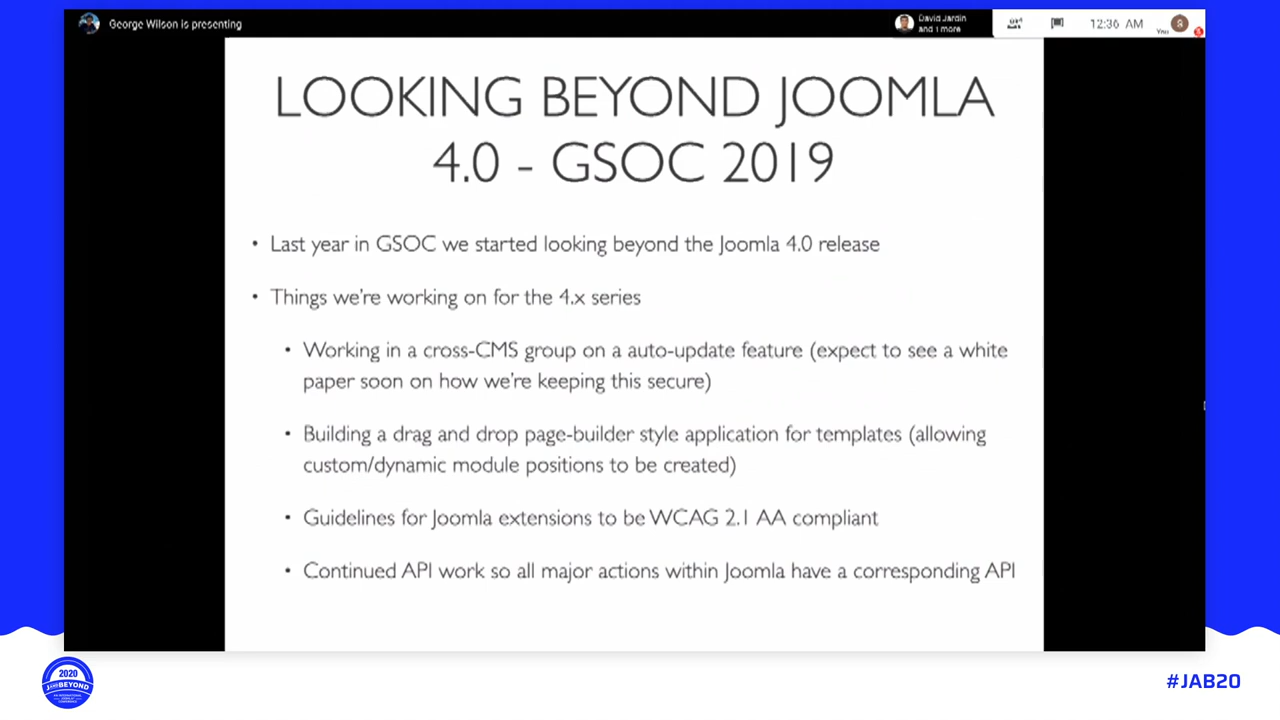 George Wilson is presenting
David Jardin
and 1 more
12:36 AM
You
S
LOOKING BEYOND JOOMLA
4.0 - GSOC 2019
• Last year in GSOC we started looking beyond the Joomla 4.0 release
• Things we're working on for the 4.x series
• Working in a cross-CMS group on a auto-update feature (expect to see a white
paper soon on how we're keeping this secure)
• Building a drag and drop page-builder style application for templates (allowing
custom/dynamic module positions to be created)
• Guidelines for Joomla extensions to be WCAG 2.1 AA compliant
• Continued API work so all major actions within Joomla have a corresponding API
2020
J AND BEYOND
#JAB20